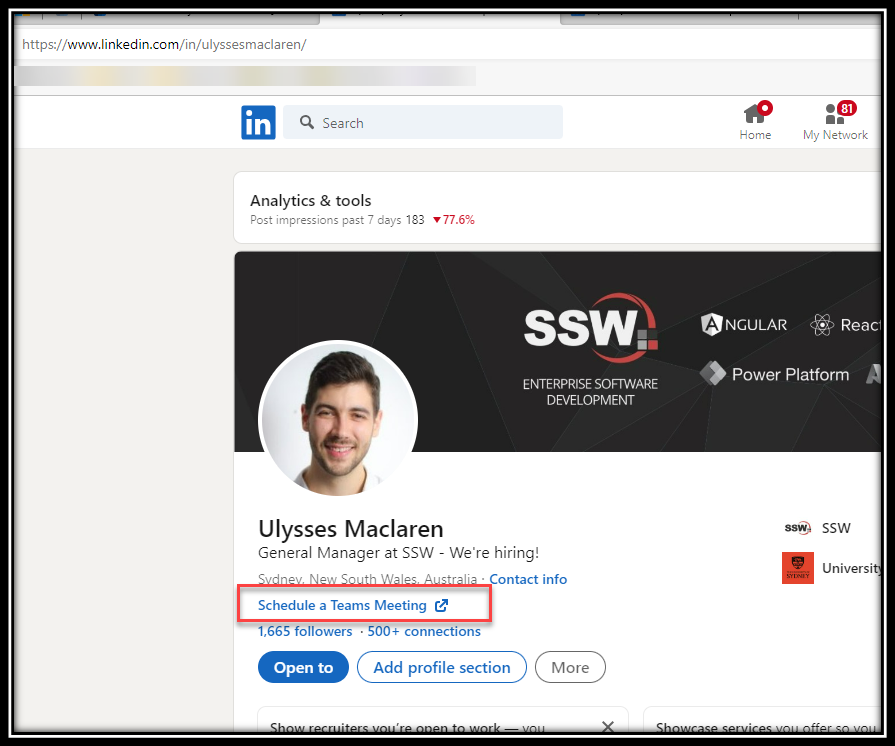 https://www.linkedin.com/in/ulyssesmaclaren/
in
Search
Home
81
My Network
Analytics & tools
Post impressions past 7 days 183 ▼77.6%
SSW
ENTERPRISE SOFTWARE
DEVELOPMENT
ANGULAR
React
Power Platform
Ulysses Maclaren
General Manager at SSW - We're hiring!
Sydney, New South Wales, Australia · Contact info
Schedule a Teams Meeting
1,665 followers · 500+ connections
SSW
SSW
SYDNEY
University
Open to
Add profile section
More
Show recruiters you're open to work — you
Showcase services you offer so you